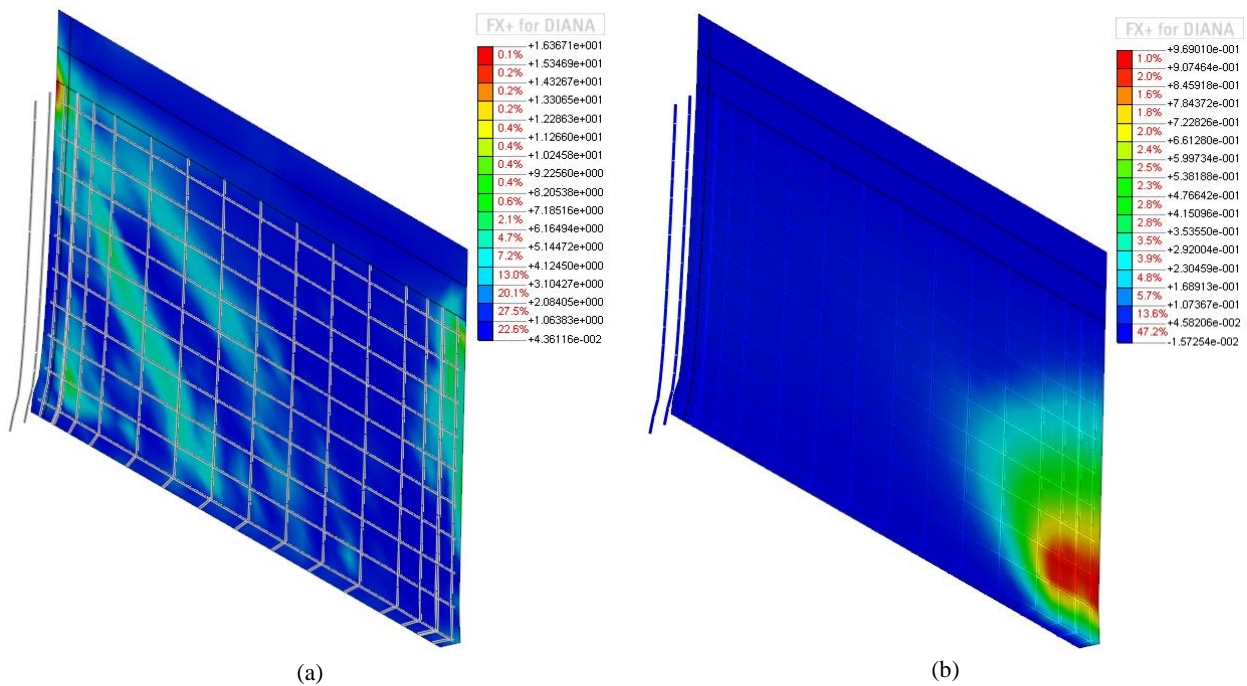 FX+ for DIANA
+1.63671e+001
0.1%
+1.53469e+001
0.2%
+1.43267e+001
0.2%
+1.33065e+001
0.2%
+1.22863e+001
0.4%
+1.12660e+001
0.4%
+1.02458e+001
0.4%
+9.22560e+000
0.4%
+8.20538e+000
0.6%
+7.18516e+000
2.1%
+6.16494e+000
4.7%
+5.14472e+000
7.2%
+4.12450e+000
13.0%
+3.10427e+000
20.1%
+2.08405e+000
27.5%
+1.06383e+000
22.6%
+4.36116e-002
(a)
FX+ for DIANA
+9.69010e-001
1.0%
+9.07464e-001
2.0%
+8.45918e-001
1.6%
+7.84372e-001
1.8%
+7.22826e-001
2.0%
+6.61280e-001
2.4%
+5.99734e-001
2.5%
+5.38188e-001
2.3%
+4.76642e-001
2.8%
+4.15096e-001
2.8%
+3.53550e-001
3.5%
+2.92004e-001
3.9%
+2.30459e-001
4.8%
+1.68913e-001
5.7%
+1.07367e-001
13.6%
+4.58206e-002
47.2%
-1.57254e-002
(b)